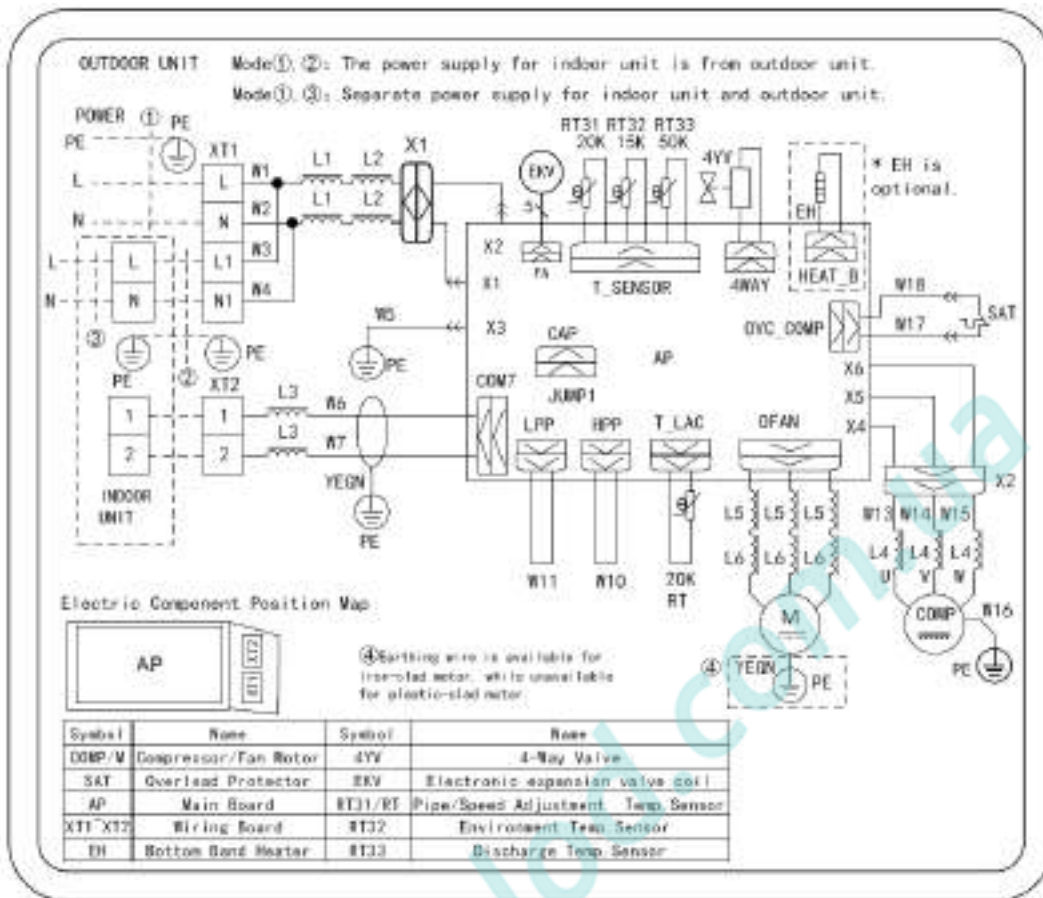 OUTDOOR UNIT Mode①, ②: The power supply for indoor unit is from outdoor unit.
Mode①, ③: Separate power supply for indoor unit and outdoor unit.
POWER ① PE
PE
XT1
X1
RT31 RT32 RT33
20K 15K 50K
EKV
4YV
* EH is
optional.
EH
L
L
W1
L1 L2
N
N
W2
L1 L2
5
L
L
L1
W3
N
N
N1
W4
X2
FA
T_SENSOR
4WAY
HEAT_B
X1
W18
SAT
W17
OVC_COMP
W5
X3
CAP
AP
③
PE
PE
PE
②
XT2
JUMP1
X6
COM7
X5
X4
1
1
L3
W6
LPP
HPP
T_LAC
OFAN
2
2
L3
W7
X2
INDOOR
UNIT
YEGN
PE
L5 L5 L5
W13 W14 W15
L6 L6 L6
L4 L4 L4
U V W
W11
W10
20K
RT
M
COMP
W16
PE
Electric Component Position Map
AP
XT2
XT1
④Earthing wire is available for
iron-clad motor, while unavailable
for plastic-clad motor.
④ YEGN
PE
Symbol Name Symbol Name
COMP/M Compressor/Fan Motor 4YV 4-Way Valve
SAT Overload Protector EKV Electronic expansion valve coil
AP Main Board RT31/RT Pipe/Speed Adjustment Temp.Sensor
XT1~XT2 Wiring Board RT32 Environment Temp.Sensor
EH Bottom Band Heater RT33 Discharge Temp.Sensor
lod.com.ua